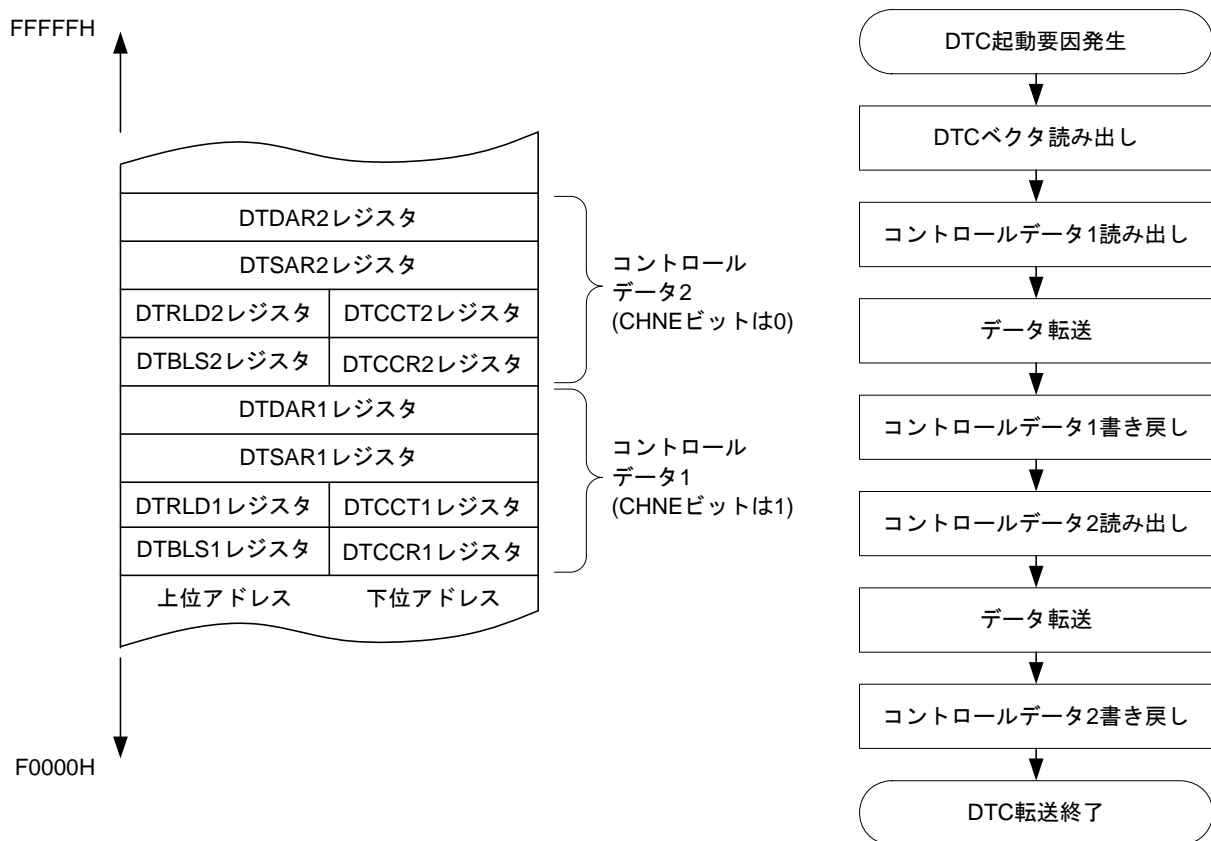 FFFFFH
DTDAR2レジスタ
DTSAR2レジスタ
DTRLD2レジスタ
DTCCT2レジスタ
DTBLS2レジスタ
DTCCR2レジスタ
コントロール
データ2
(CHNEビットは0)
DTDAR1レジスタ
DTSAR1レジスタ
DTRLD1レジスタ
DTCCT1レジスタ
DTBLS1レジスタ
DTCCR1レジスタ
コントロール
データ1
(CHNEビットは1)
上位アドレス
下位アドレス
F0000H
DTC起動要因発生
DTCベクタ読み出し
コントロールデータ1読み出し
データ転送
コントロールデータ1書き戻し
コントロールデータ2読み出し
データ転送
コントロールデータ2書き戻し
DTC転送終了